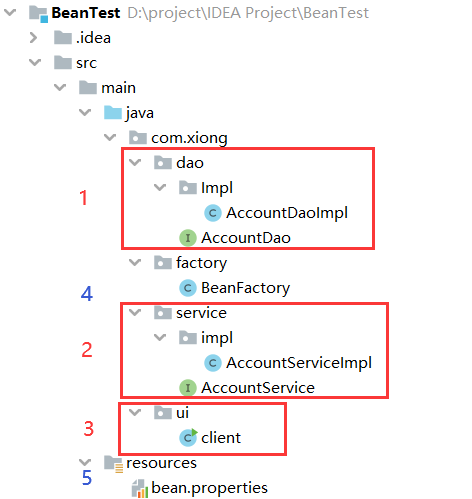 BeanTest D:\project\IDEA Project\BeanTest
.idea
src
main
java
com.xiong
dao
Impl
1
AccountDaoImpl
AccountDao
factory
4
BeanFactory
service
impl
2
AccountServiceImpl
AccountService
ui
3
client
resources
5
bean.properties